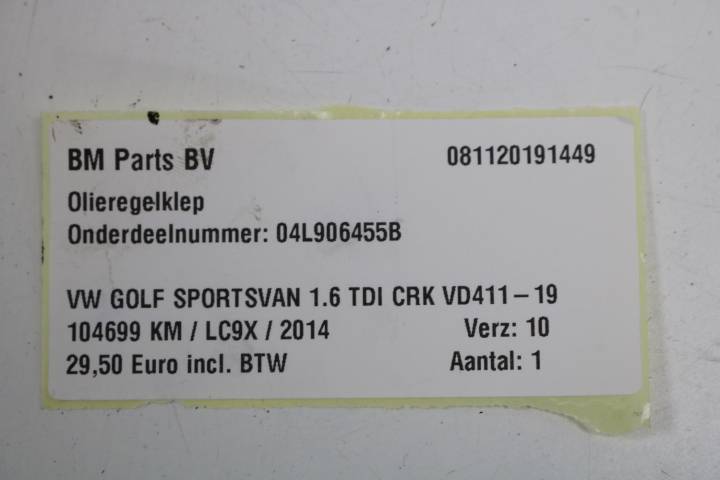 BM Parts BV 081120191449
Olieregelklep
Onderdeelnummer: 04L906455B
VW GOLF SPORTSVAN 1.6 TDI CRK VD411-19
104699 KM / LC9X / 2014 Verz: 10
29,50 Euro incl. BTW Aantal: 1